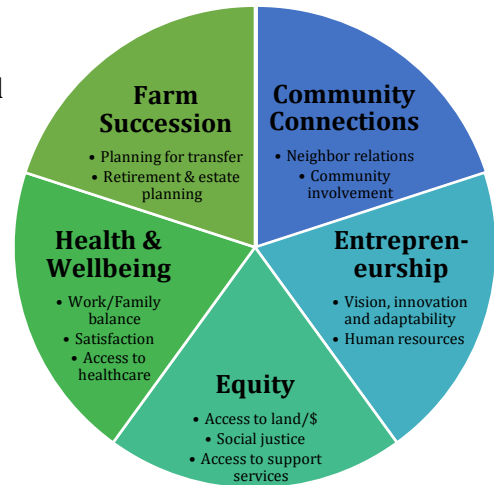 l
Farm
Succession
• Planning for transfer
• Retirement & estate
planning
Community
Connections
• Neighbor relations
• Community
involvement
Health &
Wellbeing
• Work/Family
balance
• Satisfaction
• Access to
healthcare
Entrepren-
eurship
• Vision, innovation
and adaptability
• Human resources
Equity
• Access to land/$
• Social justice
• Access to support
services